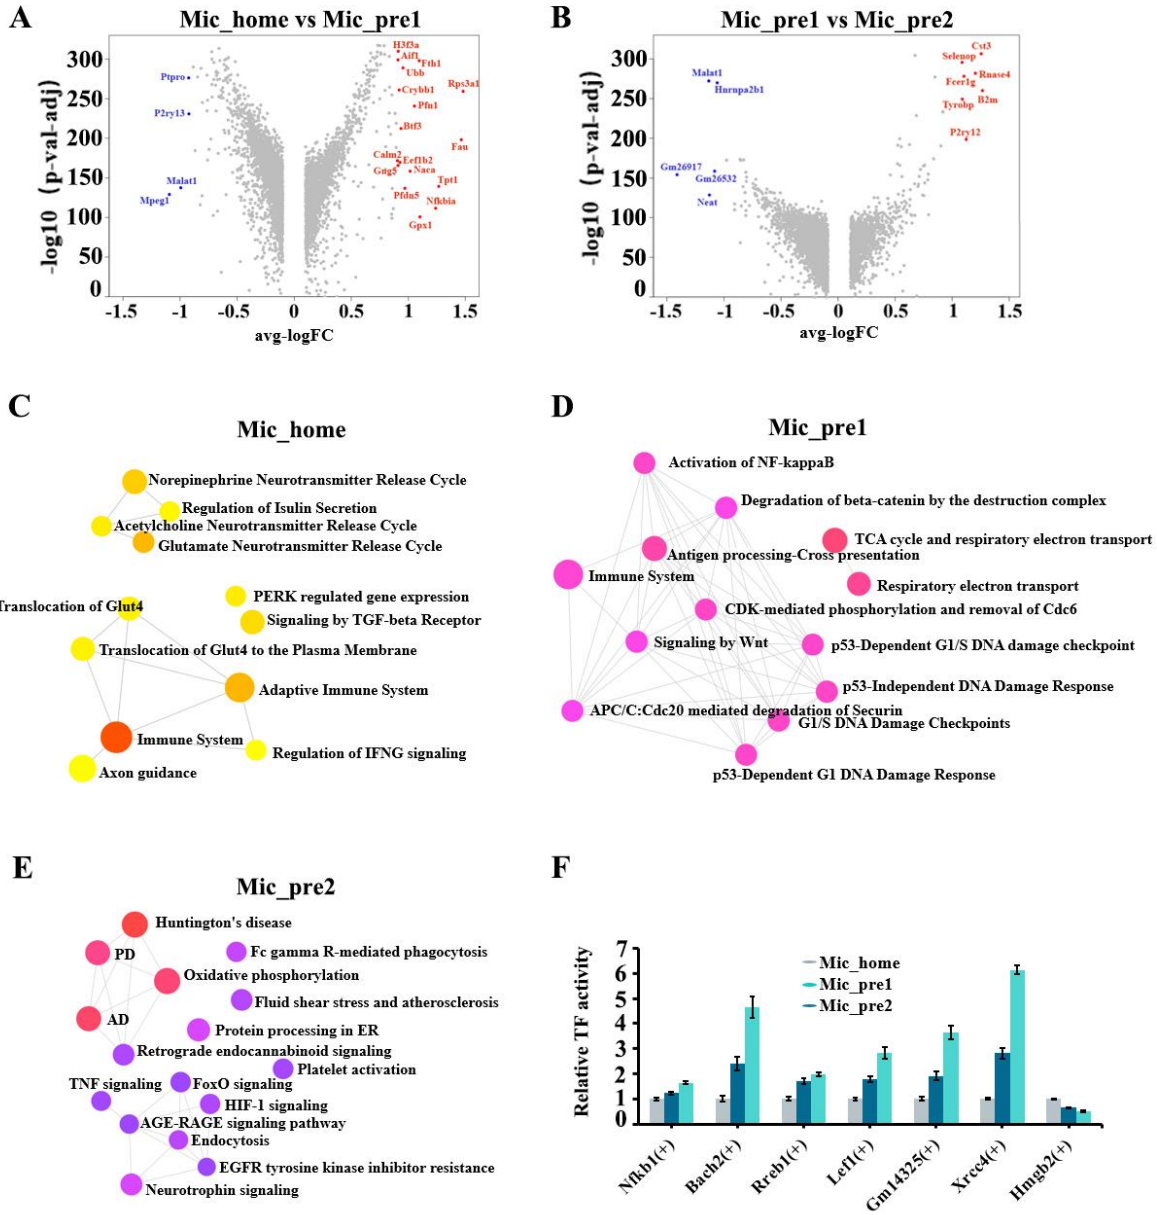 A
Mic_home vs Mic_pre1
-log10 (p-val-adj)
300
250
200
150
100
50
0
-1.5 -1 -0.5 0 0.5 1 1.5
avg-logFC
Ptpro
P2ry13
Malat1
Mpeg1
H3f3a
Aif1
Fth1
Ubb
Rps3a1
Crybb1
Pfn1
Btf3
Fau
Calm2
Eef1b2
Gng5
Naca
Tpt1
Pfdn5
Nfkbia
Gpx1
B
Mic_pre1 vs Mic_pre2
-log10 (p-val-adj)
300
250
200
150
100
50
0
-1.5 -1 -0.5 0 0.5 1 1.5
avg-logFC
Malat1
Hnrnpa2b1
Gm26917
Gm26532
Neat
Cst3
Selenop
Rnase4
Fcer1g
B2m
Tyrobp
P2ry12
C
Mic_home
Norepinephrine Neurotransmitter Release Cycle
Regulation of Isulin Secretion
Acetylcholine Neurotransmitter Release Cycle
Glutamate Neurotransmitter Release Cycle
PERK regulated gene expression
Translocation of Glut4
Signaling by TGF-beta Receptor
Translocation of Glut4 to the Plasma Membrane
Adaptive Immune System
Immune System
Regulation of IFNG signaling
Axon guidance
D
Mic_pre1
Activation of NF-kappaB
Degradation of beta-catenin by the destruction complex
TCA cycle and respiratory electron transport
Antigen processing-Cross presentation
Immune System
Respiratory electron transport
CDK-mediated phosphorylation and removal of Cdc6
Signaling by Wnt
p53-Dependent G1/S DNA damage checkpoint
p53-Independent DNA Damage Response
APC/C:Cdc20 mediated degradation of Securin
G1/S DNA Damage Checkpoints
p53-Dependent G1 DNA Damage Response
E
Mic_pre2
Huntington's disease
PD
Fc gamma R-mediated phagocytosis
Oxidative phosphorylation
Fluid shear stress and atherosclerosis
AD
Protein processing in ER
Retrograde endocannabinoid signaling
Platelet activation
TNF signaling
FoxO signaling
HIF-1 signaling
AGE-RAGE signaling pathway
Endocytosis
EGFR tyrosine kinase inhibitor resistance
Neurotrophin signaling
F
Relative TF activity
7
6
5
4
3
2
1
0
Mic_home
Mic_pre1
Mic_pre2
Nfkb1(+)
Bach2(+)
Rreb1(+)
Lef1(+)
Gm14325(+)
Xrcc4(+)
Hmgb2(+)